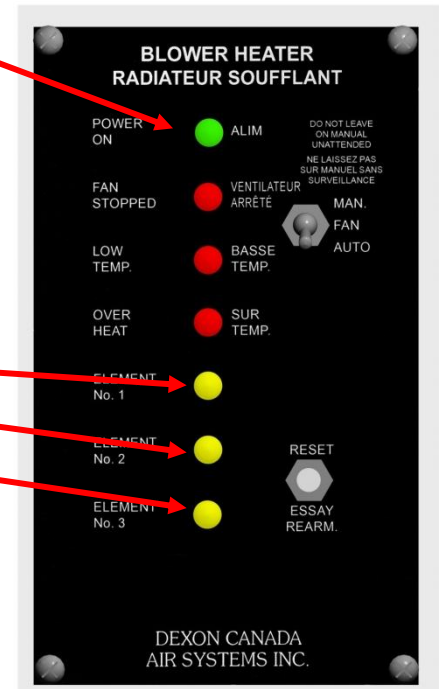 BLOWER HEATER
RADIATEUR SOUFFLANT
POWER
ON
ALIM
DO NOT LEAVE
ON MANUAL
UNATTENDED
NE LAISSEZ PAS
SUR MANUEL SANS
SURVEILLANCE
FAN
STOPPED
VENTILATEUR
ARRÊTÉ
MAN.
FAN
AUTO
LOW
TEMP.
BASSE
TEMP.
OVER
HEAT
SUR
TEMP.
ELEMENT
No. 1
ELEMENT
No. 2
RESET
ELEMENT
No. 3
ESSAY
REARM.
DEXON CANADA
AIR SYSTEMS INC.